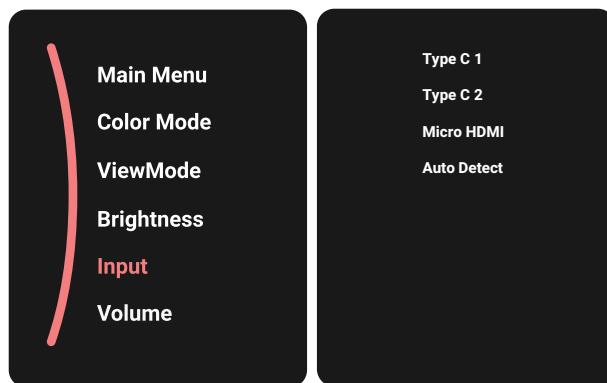 Main Menu
Color Mode
ViewMode
Brightness
Input
Volume
Type C 1
Type C 2
Micro HDMI
Auto Detect